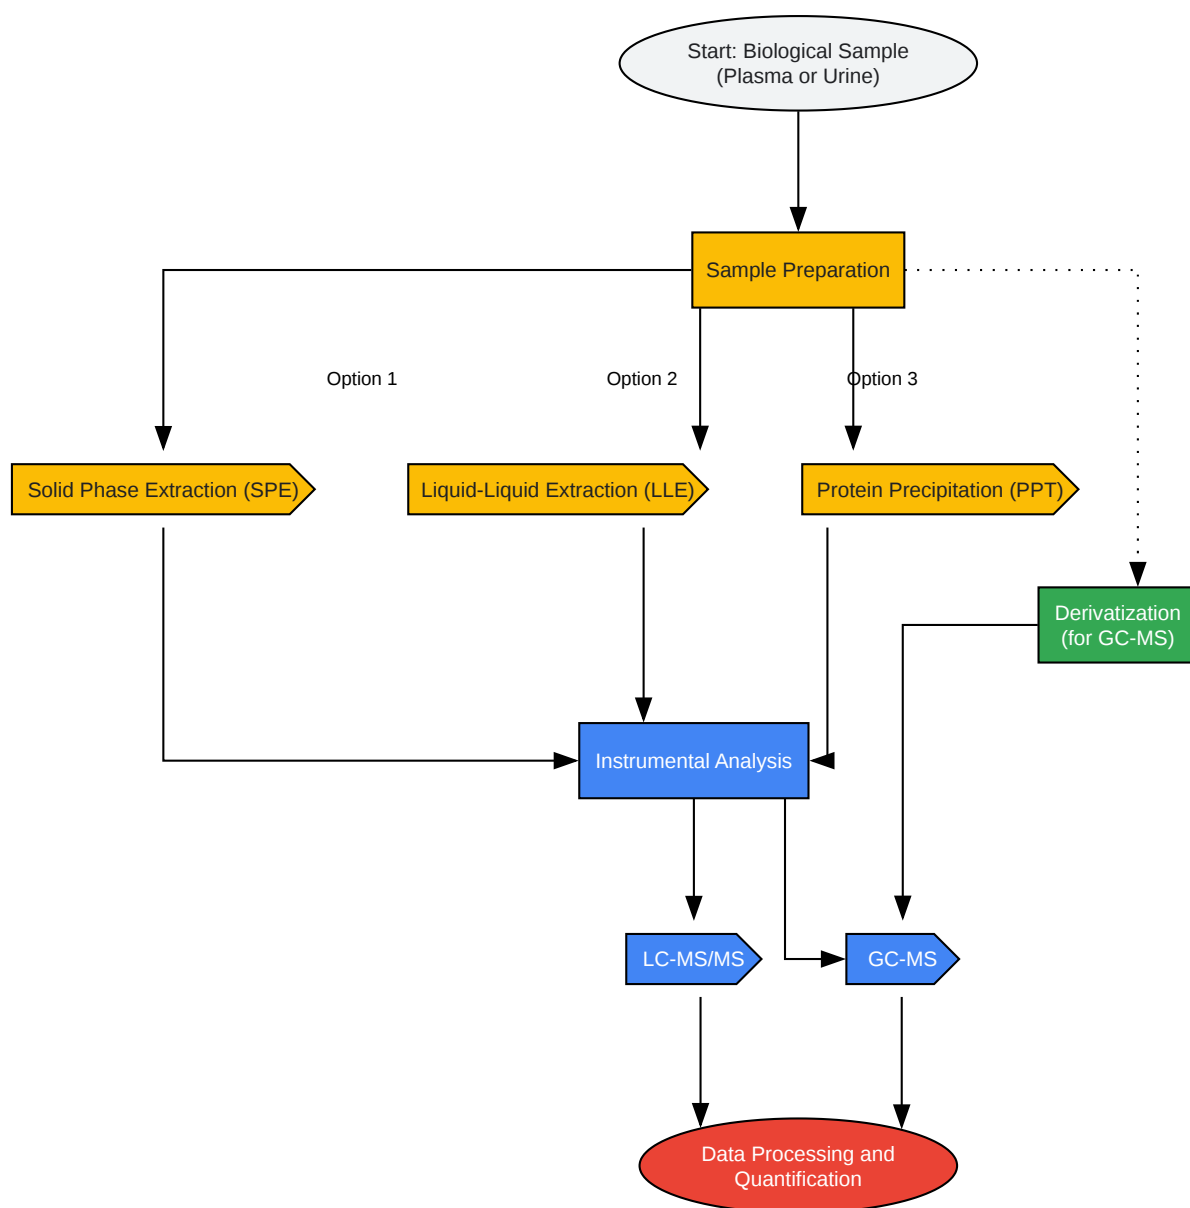 Start: Biological Sample
(Plasma or Urine)
Sample Preparation
Option 1
Option 2
Option 3
Solid Phase Extraction (SPE)
Liquid-Liquid Extraction (LLE)
Protein Precipitation (PPT)
Derivatization
(for GC-MS)
Instrumental Analysis
LC-MS/MS
GC-MS
Data Processing and
Quantification